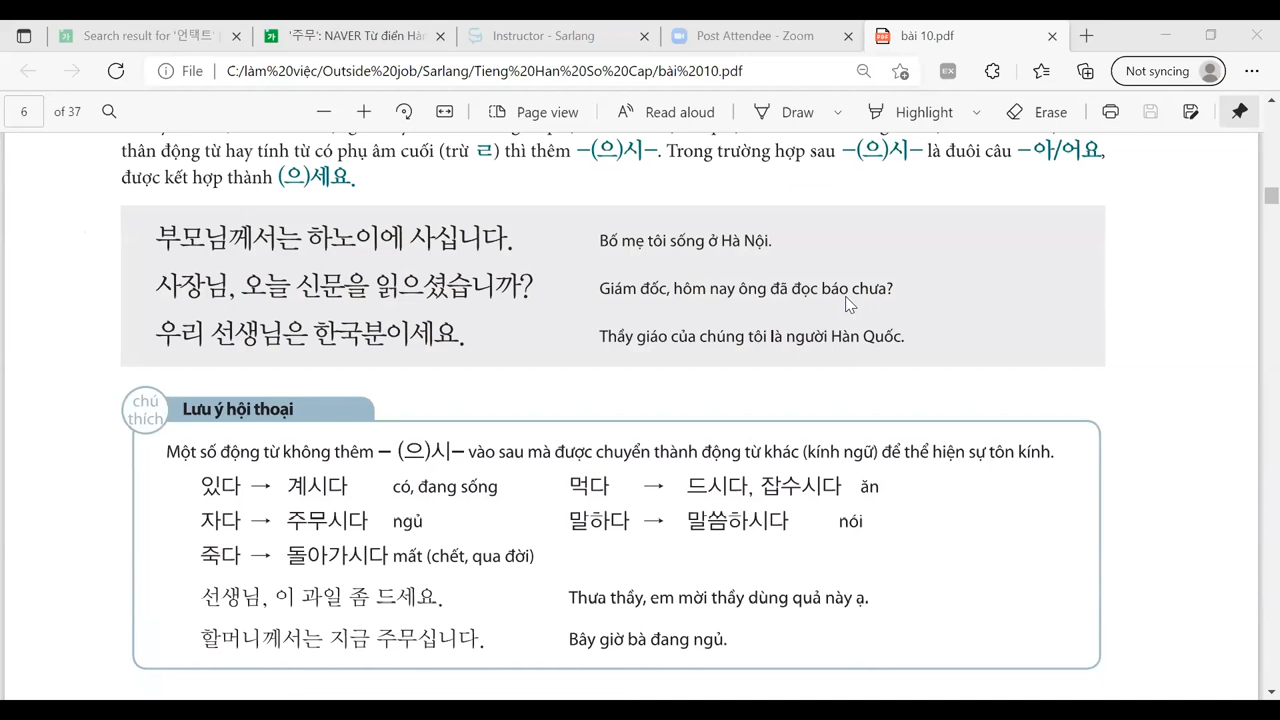 Search result for '언택트'
'주무': NAVER Từ điển Hàn
Instructor - Sarlang
Post Attendee - Zoom
bài 10.pdf
File
C:/làm%20việc/Outside%20job/Sarlang/Tieng%20Han%20So%20Cap/bài%2010.pdf
EX
Not syncing
6 of 37
Page view
Read aloud
Draw
Highlight
Erase
thân động từ hay tính từ có phụ âm cuối (trừ ㄹ) thì thêm –(으)시–. Trong trường hợp sau –(으)시– là đuôi câu –아/어요,
được kết hợp thành (으)세요.
부모님께서는 하노이에 사십니다. Bố mẹ tôi sống ở Hà Nội.
사장님, 오늘 신문을 읽으셨습니까? Giám đốc, hôm nay ông đã đọc báo chưa?
우리 선생님은 한국분이세요. Thầy giáo của chúng tôi là người Hàn Quốc.
chú
thích
Lưu ý hội thoại
Một số động từ không thêm – (으)시– vào sau mà được chuyển thành động từ khác (kính ngữ) để thể hiện sự tôn kính.
있다 → 계시다 có, đang sống 먹다 → 드시다, 잡수시다 ăn
자다 → 주무시다 ngủ 말하다 → 말씀하시다 nói
죽다 → 돌아가시다 mất (chết, qua đời)
선생님, 이 과일 좀 드세요. Thưa thầy, em mời thầy dùng quả này ạ.
할머니께서는 지금 주무십니다. Bây giờ bà đang ngủ.